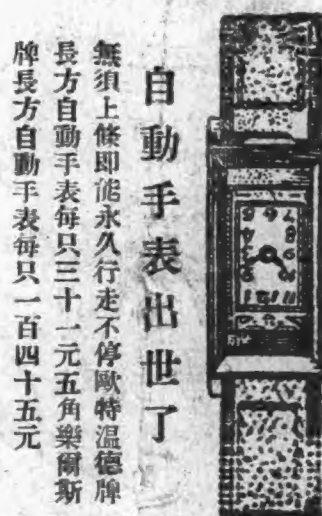 自動手表出世了
無須上條即能永久行走不停歐特温德牌
長方自動手表每只三十一元五角樂爾斯
牌長方自動手表每只一百四十五元